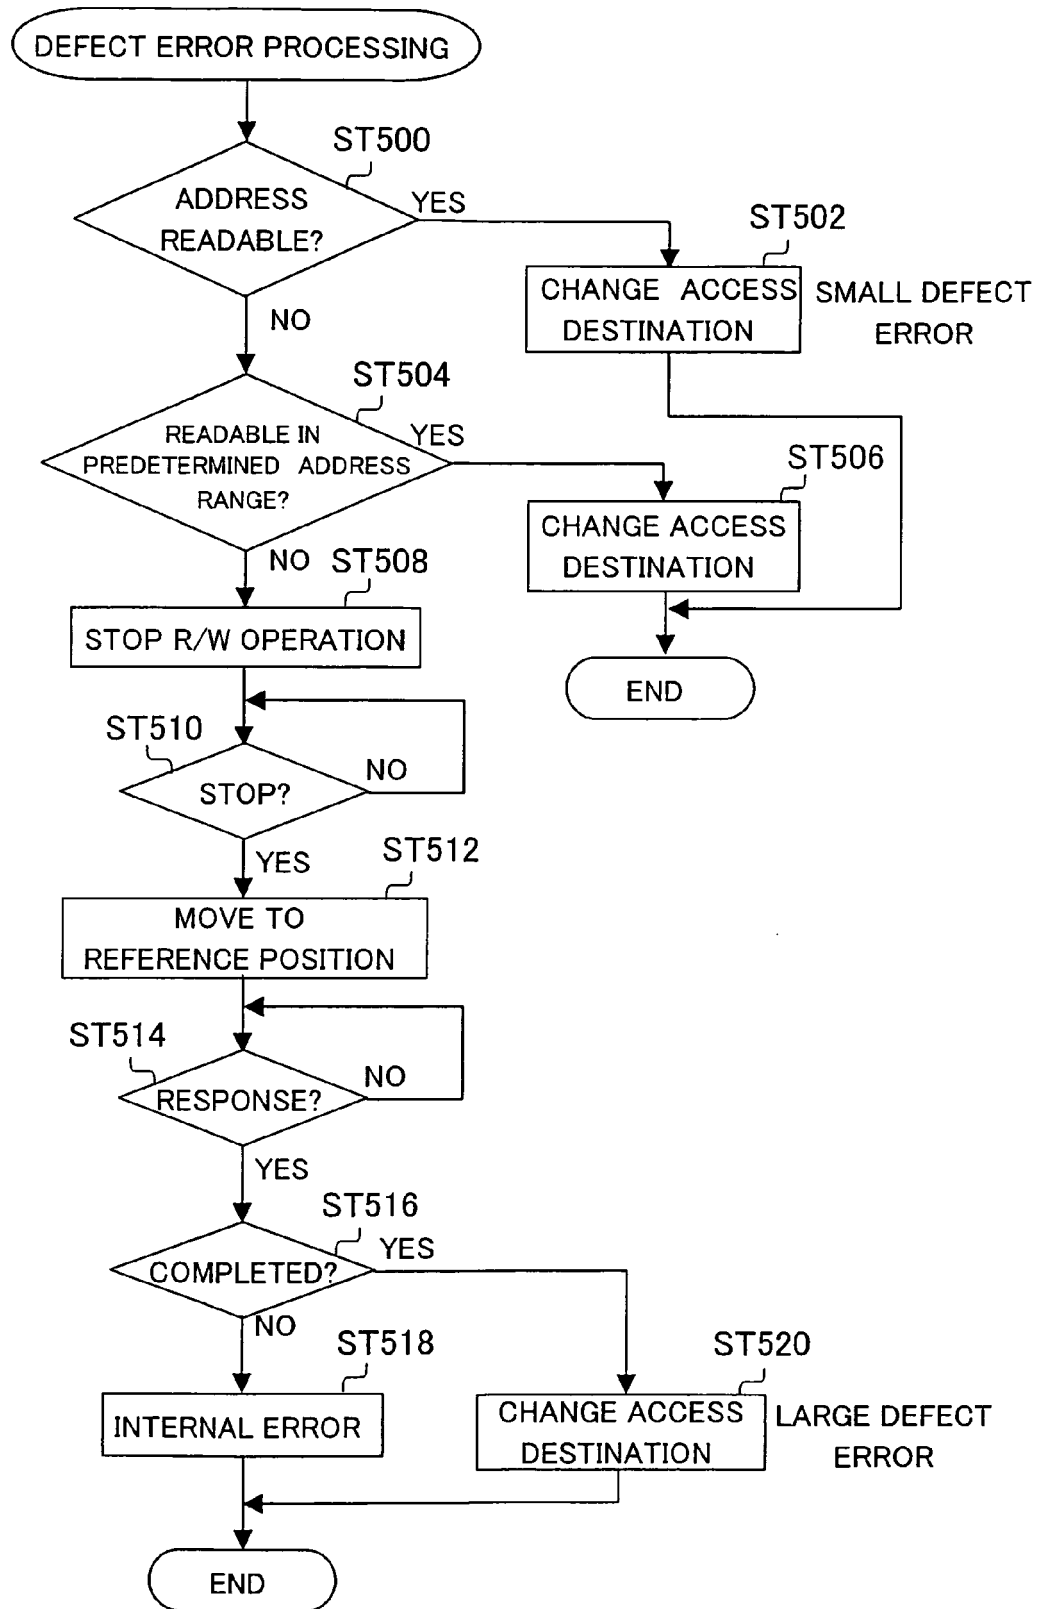 DEFECT ERROR PROCESSING
ST500
ADDRESS
READABLE?
YES
NO
ST502
CHANGE ACCESS
DESTINATION
SMALL DEFECT
ERROR
ST504
READABLE IN
PREDETERMINED ADDRESS
RANGE?
YES
NO
ST506
CHANGE ACCESS
DESTINATION
END
ST508
STOP R/W OPERATION
ST510
STOP?
NO
YES
ST512
MOVE TO
REFERENCE POSITION
ST514
RESPONSE?
NO
YES
ST516
COMPLETED?
YES
NO
ST518
INTERNAL ERROR
ST520
CHANGE ACCESS
DESTINATION
LARGE DEFECT
ERROR
END